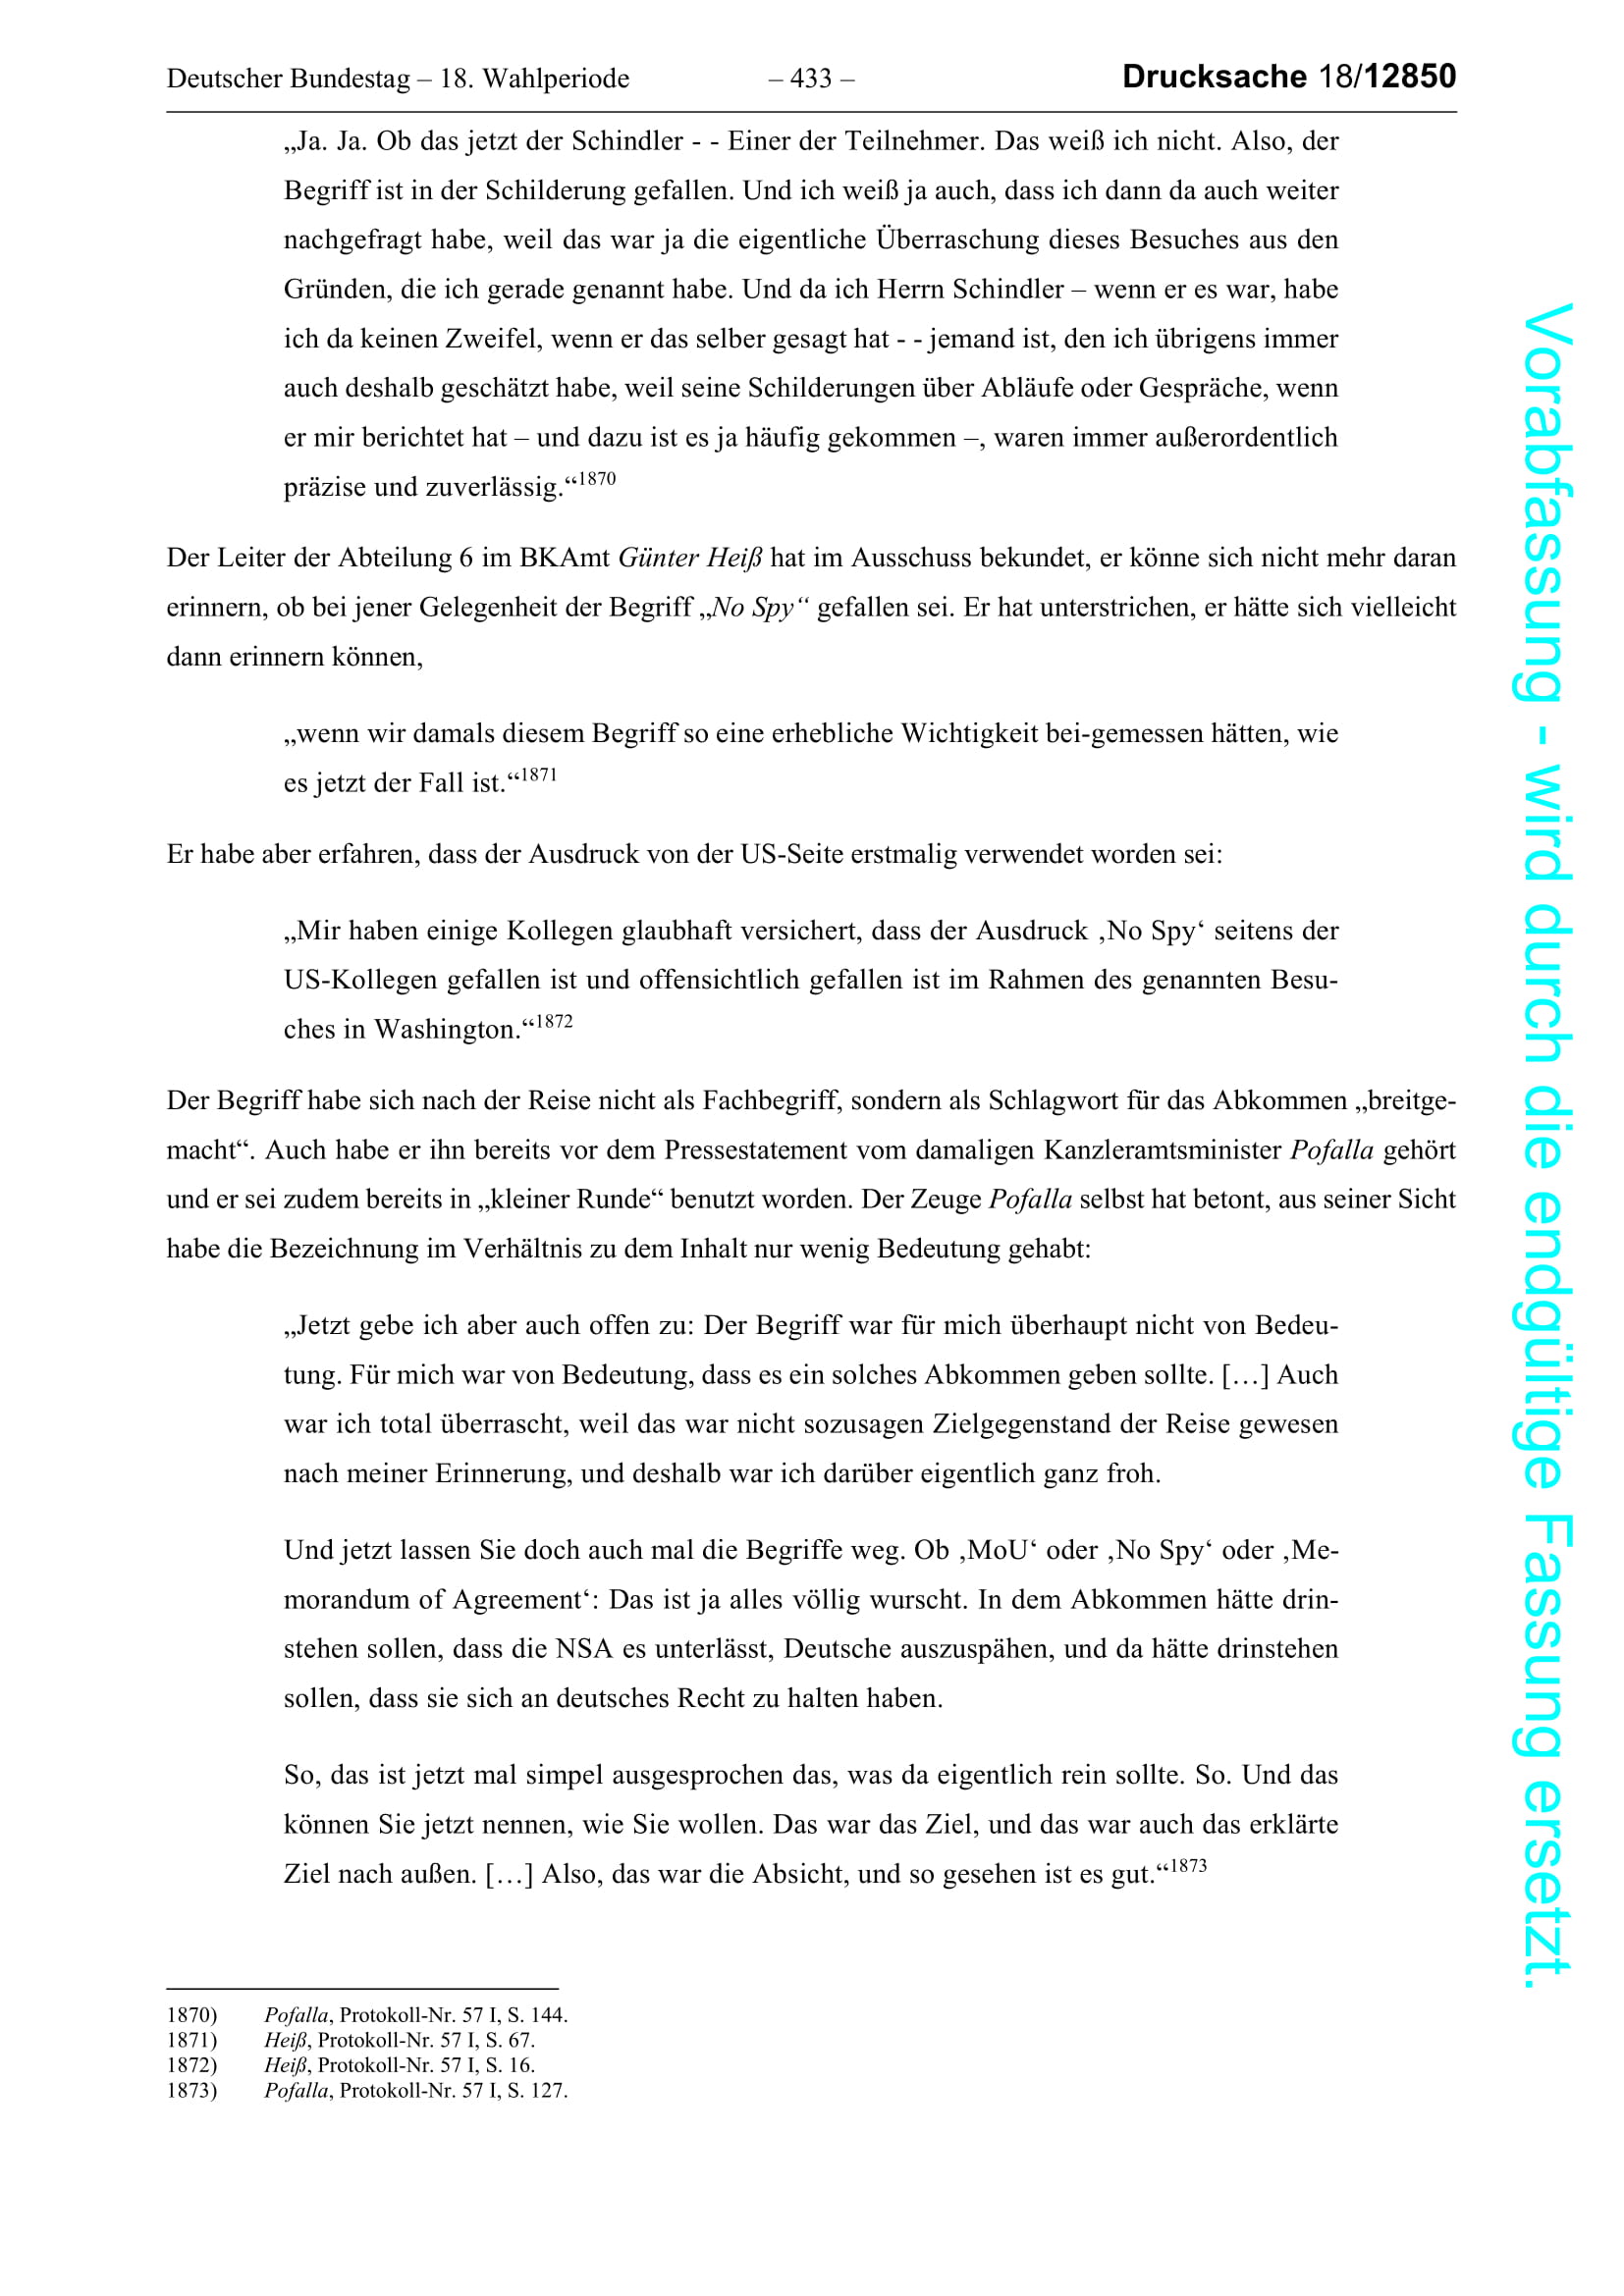 Deutscher Bundestag – 18. Wahlperiode – 433 – Drucksache 18/12850
„Ja. Ja. Ob das jetzt der Schindler - - Einer der Teilnehmer. Das weiß ich nicht. Also, der
Begriff ist in der Schilderung gefallen. Und ich weiß ja auch, dass ich dann da auch weiter
nachgefragt habe, weil das war ja die eigentliche Überraschung dieses Besuches aus den
Gründen, die ich gerade genannt habe. Und da ich Herrn Schindler – wenn er es war, habe
ich da keinen Zweifel, wenn er das selber gesagt hat - - jemand ist, den ich übrigens immer
auch deshalb geschätzt habe, weil seine Schilderungen über Abläufe oder Gespräche, wenn
er mir berichtet hat – und dazu ist es ja häufig gekommen –, waren immer außerordentlich
präzise und zuverlässig.“1870
Der Leiter der Abteilung 6 im BKAmt Günter Heiß hat im Ausschuss bekundet, er könne sich nicht mehr daran
erinnern, ob bei jener Gelegenheit der Begriff „No Spy“ gefallen sei. Er hat unterstrichen, er hätte sich vielleicht
dann erinnern können,
„wenn wir damals diesem Begriff so eine erhebliche Wichtigkeit bei-gemessen hätten, wie
es jetzt der Fall ist.“1871
Er habe aber erfahren, dass der Ausdruck von der US-Seite erstmalig verwendet worden sei:
„Mir haben einige Kollegen glaubhaft versichert, dass der Ausdruck ‚No Spy‘ seitens der
US-Kollegen gefallen ist und offensichtlich gefallen ist im Rahmen des genannten Besu-
ches in Washington.“1872
Der Begriff habe sich nach der Reise nicht als Fachbegriff, sondern als Schlagwort für das Abkommen „breitge-
macht“. Auch habe er ihn bereits vor dem Pressestatement vom damaligen Kanzleramtsminister Pofalla gehört
und er sei zudem bereits in „kleiner Runde“ benutzt worden. Der Zeuge Pofalla selbst hat betont, aus seiner Sicht
habe die Bezeichnung im Verhältnis zu dem Inhalt nur wenig Bedeutung gehabt:
„Jetzt gebe ich aber auch offen zu: Der Begriff war für mich überhaupt nicht von Bedeu-
tung. Für mich war von Bedeutung, dass es ein solches Abkommen geben sollte. […] Auch
war ich total überrascht, weil das war nicht sozusagen Zielgegenstand der Reise gewesen
nach meiner Erinnerung, und deshalb war ich darüber eigentlich ganz froh.
Und jetzt lassen Sie doch auch mal die Begriffe weg. Ob ‚MoU‘ oder ‚No Spy‘ oder ‚Me-
morandum of Agreement‘: Das ist ja alles völlig wurscht. In dem Abkommen hätte drin-
stehen sollen, dass die NSA es unterlässt, Deutsche auszuspähen, und da hätte drinstehen
sollen, dass sie sich an deutsches Recht zu halten haben.
So, das ist jetzt mal simpel ausgesprochen das, was da eigentlich rein sollte. So. Und das
können Sie jetzt nennen, wie Sie wollen. Das war das Ziel, und das war auch das erklärte
Ziel nach außen. […] Also, das war die Absicht, und so gesehen ist es gut.“1873
1870) Pofalla, Protokoll-Nr. 57 I, S. 144.
1871) Heiß, Protokoll-Nr. 57 I, S. 67.
1872) Heiß, Protokoll-Nr. 57 I, S. 16.
1873) Pofalla, Protokoll-Nr. 57 I, S. 127.
Vorabfassung - wird durch die endgültige Fassung ersetzt.